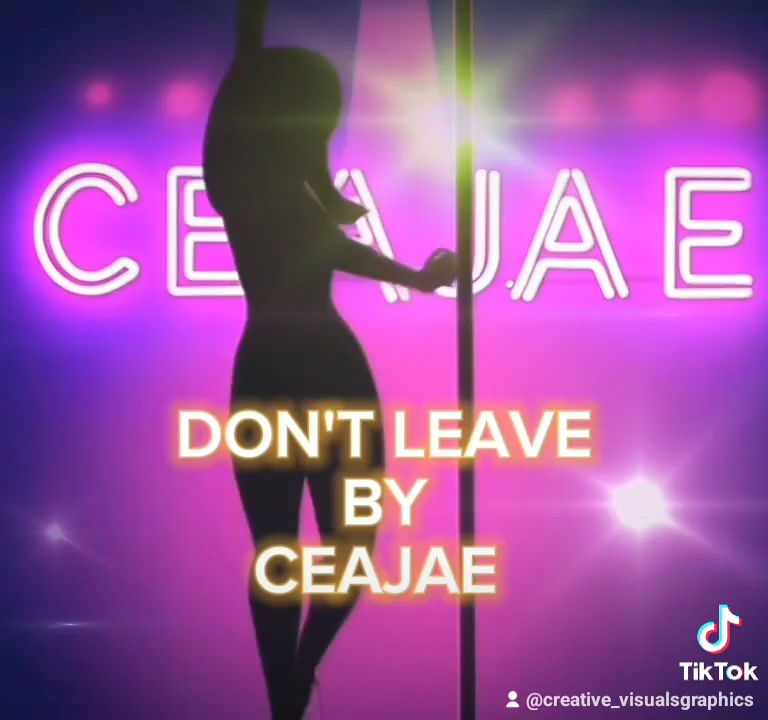 CEAJAE
DON'T LEAVE
BY
CEAJAE
TikTok
@creative_visualsgraphics